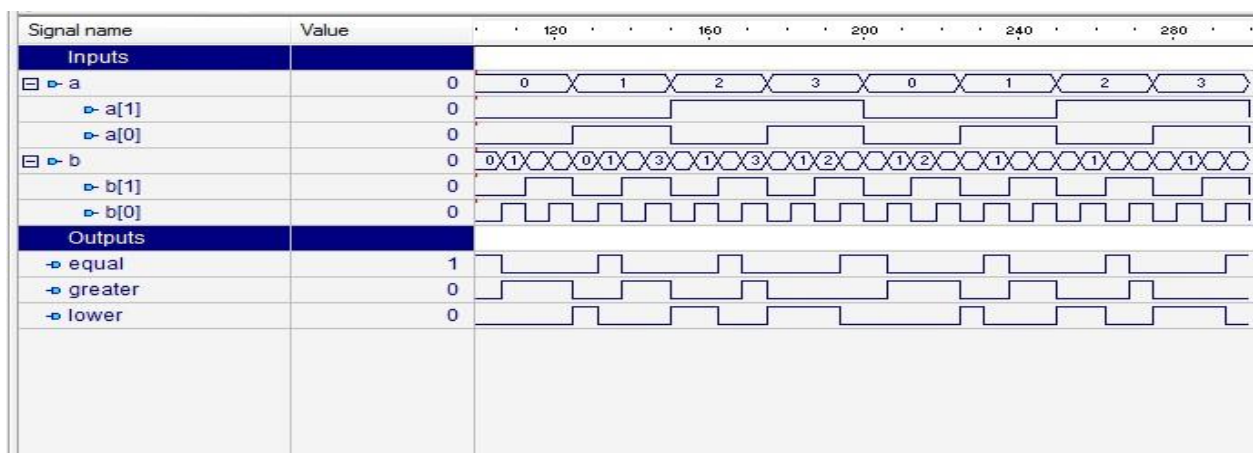 Signal name Value 120 160 200 240 280
Inputs
a 0 0 1 2 3 0 1 2 3
a[1] 0
a[0] 0
b 0 0 1 0 1 3 1 3 1 2 1 2 1 1 1
b[1] 0
b[0] 0
Outputs
equal 1
greater 0
lower 0